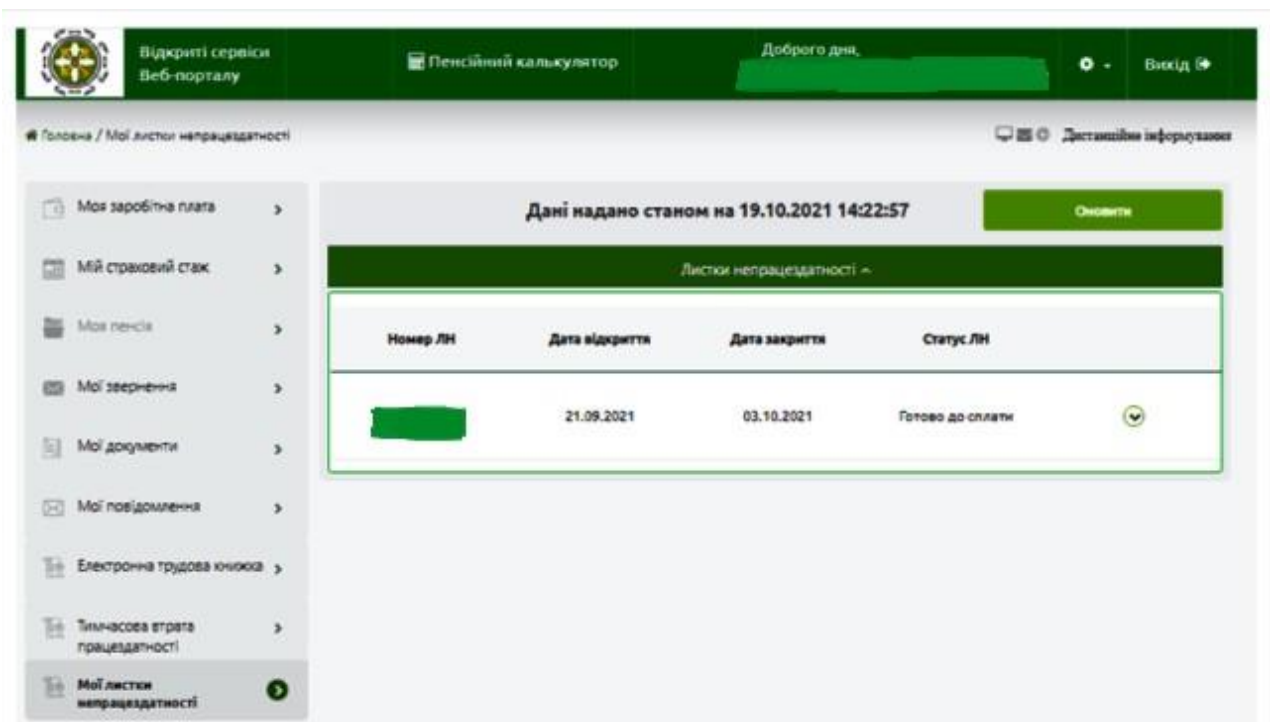 Відкриті сервіси
Веб-порталу
Пенсійний калькулятор
Доброго дня,
Вихід
Головна / Мої листки непрацездатності
Дистанційне інформування
Моя заробітна плата
Мій страховий стаж
Моя пенсія
Мої звернення
Мої документи
Мої повідомлення
Електронна трудова книжка
Тимчасова втрата
працездатності
Мої листки
непрацездатності
Дані надано станом на 19.10.2021 14:22:57
Оновити
Листки непрацездатності
Номер ЛН Дата відкриття Дата закриття Статус ЛН
21.09.2021 03.10.2021 Готово до сплати